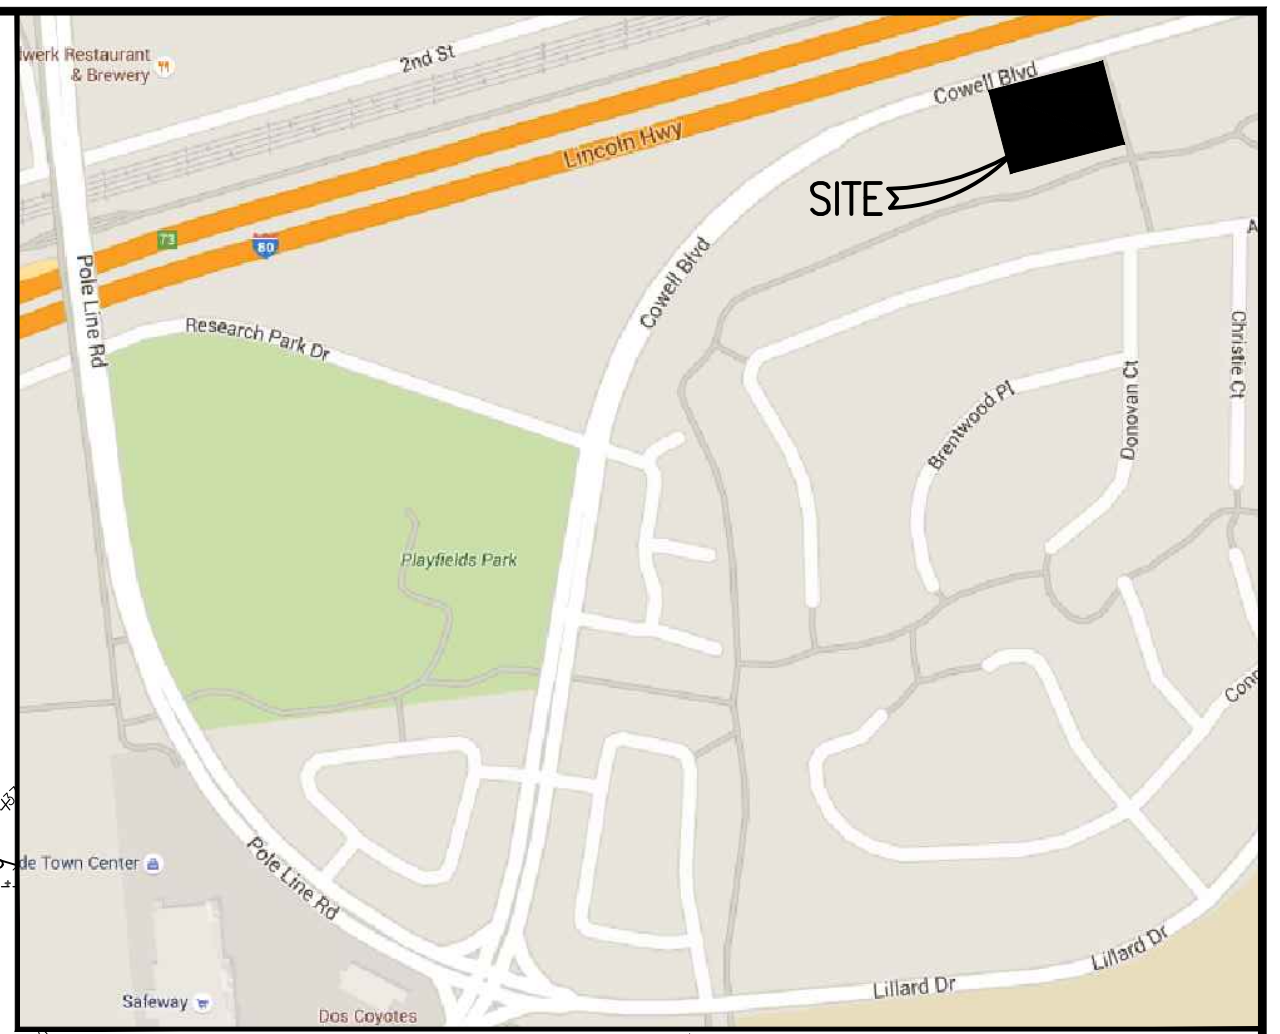 2nd St
werk Restaurant
& Brewery
Cowell Blvd
Lincoln Hwy
SITE
73
80
Pole Line Rd
Cowell Blvd
Research Park Dr
Christie Ct
Donovan Ct
Brentwood Pl
Playfields Park
Conn
Pole Line Rd
de Town Center
Lillard Dr
Lillard Dr
Safeway
Dos Coyotes